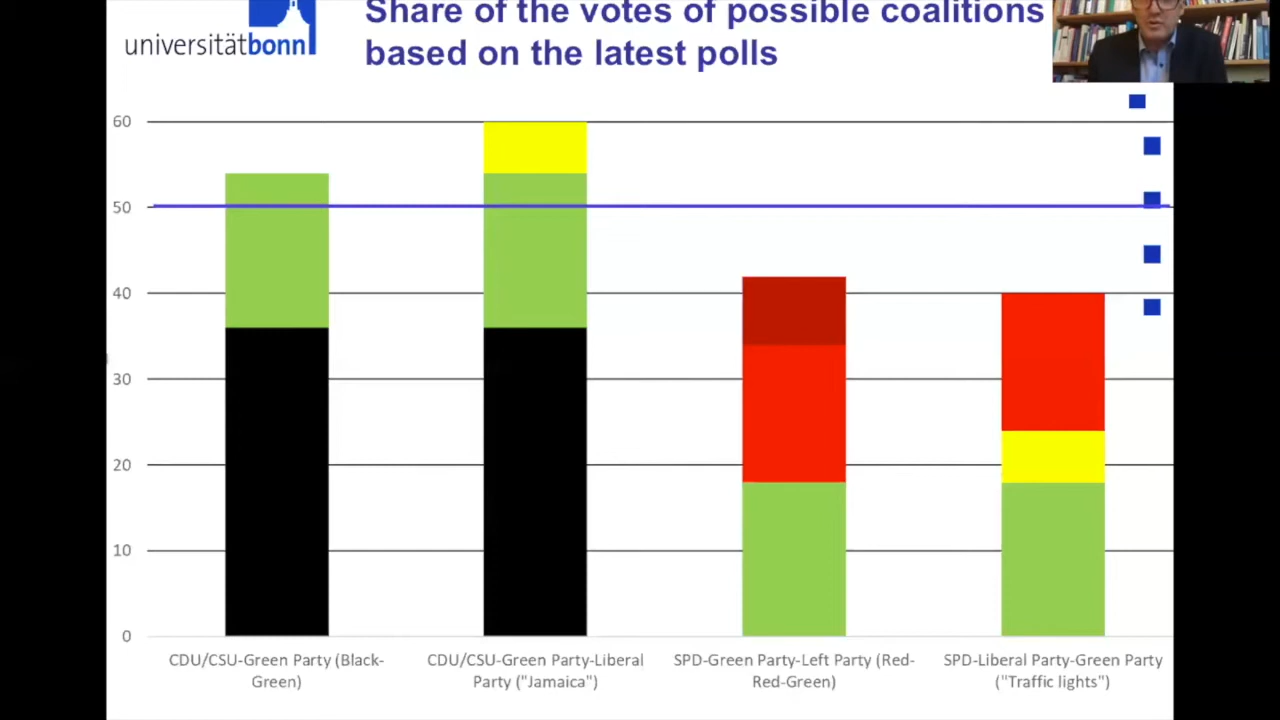 universitätbonn
Share of the votes of possible coalitions
based on the latest polls
60
50
40
30
20
10
0
CDU/CSU-Green Party (Black-
Green)
CDU/CSU-Green Party-Liberal
Party ("Jamaica")
SPD-Green Party-Left Party (Red-
Red-Green)
SPD-Liberal Party-Green Party
("Traffic lights")